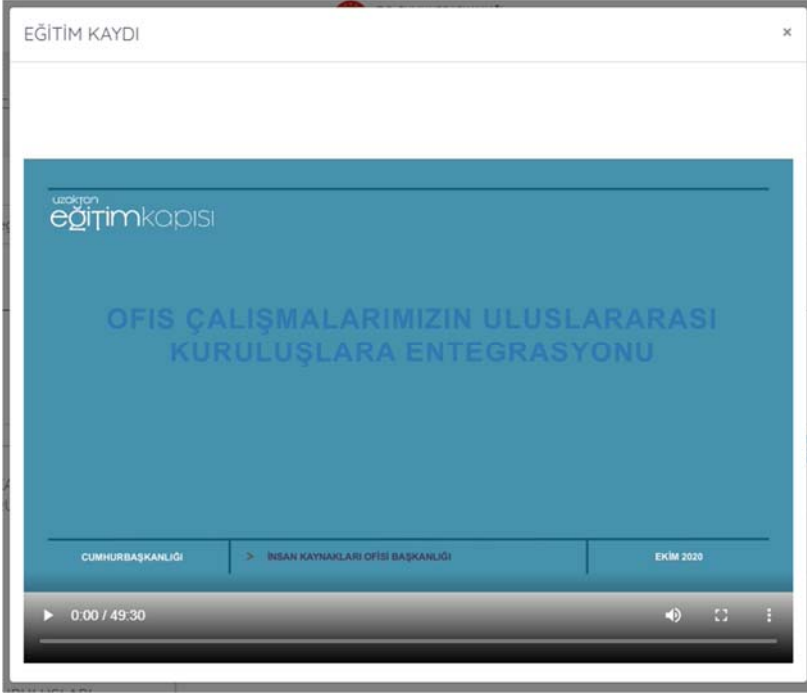 EĞİTİM KAYDI ×
uzaktan
eğitimkapısı
OFIS ÇALIŞMALARIMIZIN ULUSLARARASI
KURULUŞLARA ENTEGRASYONU
CUMHURBAŞKANLIĞI > İNSAN KAYNAKLARI OFİSİ BAŞKANLIĞI EKİM 2020
0:00 / 49:30